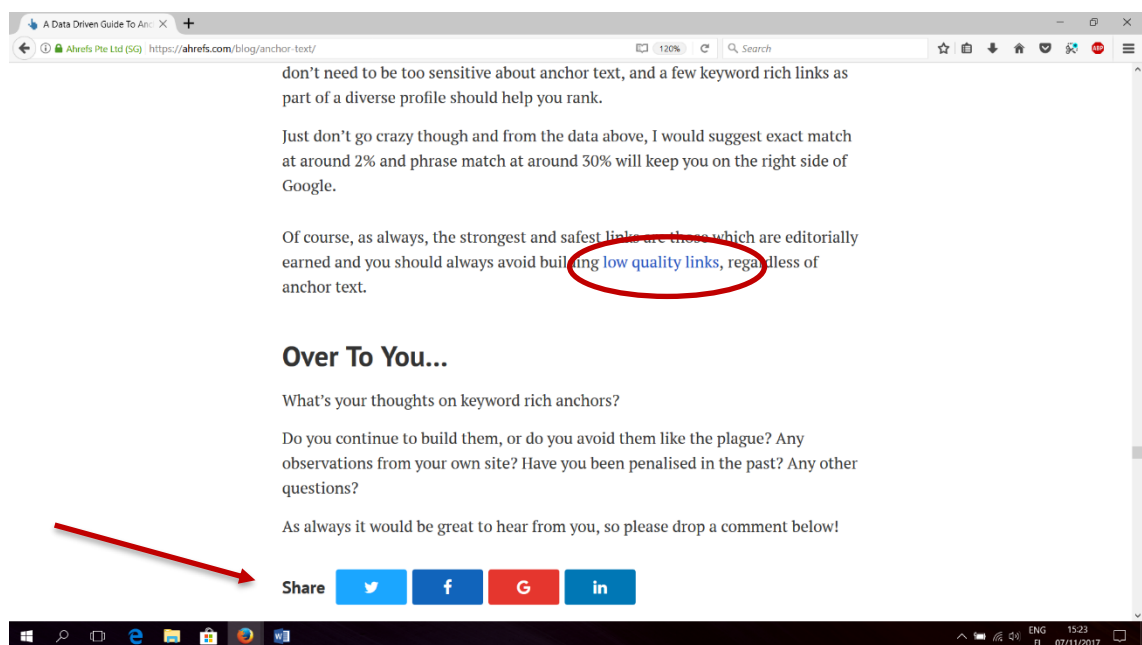 A Data Driven Guide To Anc
Ahrefs Pte Ltd (SG) https://ahrefs.com/blog/anchor-text/ 120% Search
ABP
don’t need to be too sensitive about anchor text, and a few keyword rich links as
part of a diverse profile should help you rank.
Just don’t go crazy though and from the data above, I would suggest exact match
at around 2% and phrase match at around 30% will keep you on the right side of
Google.
Of course, as always, the strongest and safest links are those which are editorially
earned and you should always avoid building low quality links, regardless of
anchor text.
Over To You...
What’s your thoughts on keyword rich anchors?
Do you continue to build them, or do you avoid them like the plague? Any
observations from your own site? Have you been penalised in the past? Any other
questions?
As always it would be great to hear from you, so please drop a comment below!
Share f G in
ENG 15:23
FI 07/11/2017